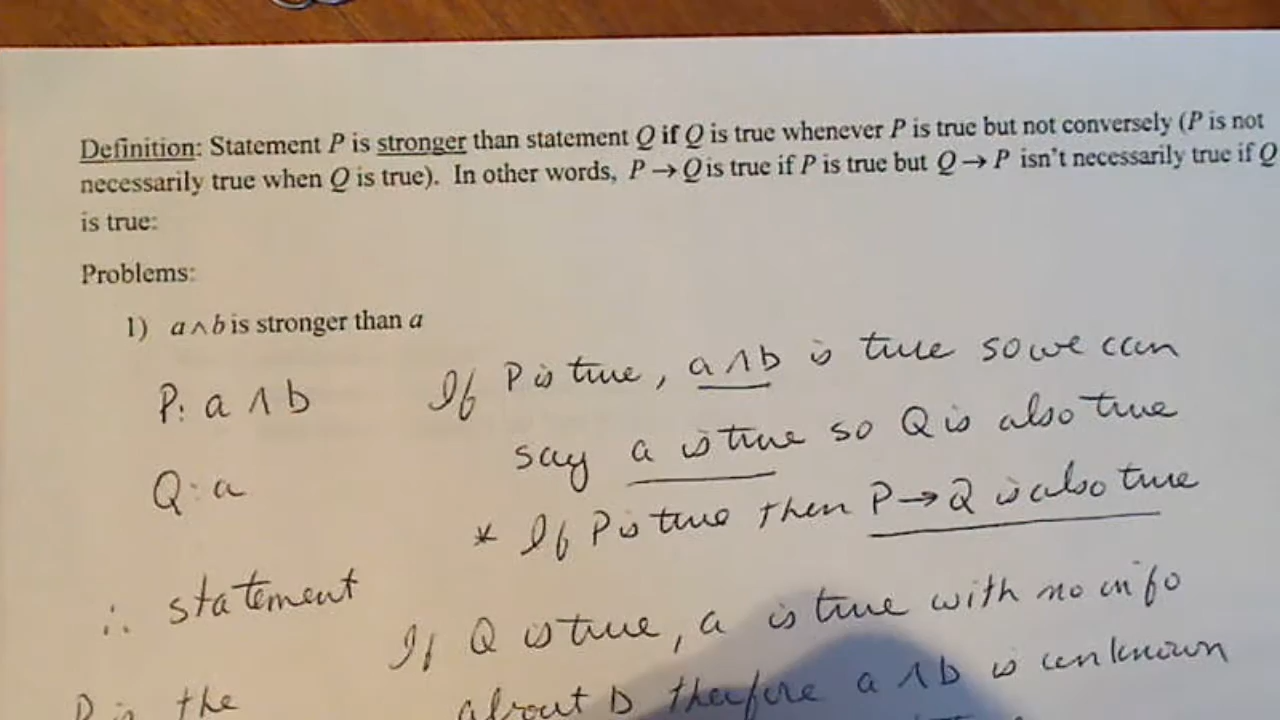 Definition: Statement P is stronger than statement Q if Q is true whenever P is true but not conversely (P is not
necessarily true when Q is true). In other words, P → Q is true if P is true but Q → P isn't necessarily true if Q
is true:
Problems:
1) a ∧ b is stronger than a
P: a ∧ b
If P is true, a ∧ b is true so we can
say a is true so Q is also true
Q: a
* If P is true then P → Q is also true
∴ statement
If Q is true, a is true with no info
P is the
about b therefore a ∧ b is unknown